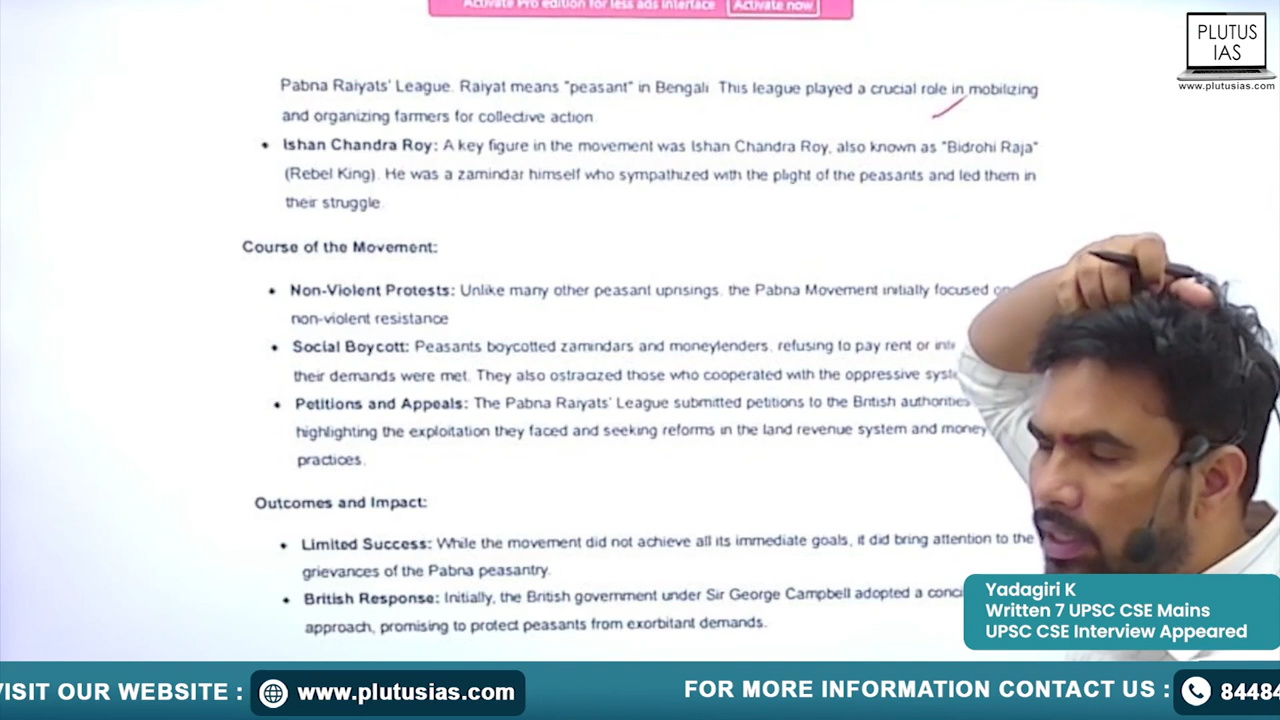 Activate Pro edition for less ads interface Activate now
PLUTUS
IAS
www.plutusias.com
Pabna Raiyats' League. Raiyat means "peasant" in Bengali. This league played a crucial role in mobilizing
and organizing farmers for collective action
• Ishan Chandra Roy: A key figure in the movement was Ishan Chandra Roy, also known as "Bidrohi Raja"
(Rebel King). He was a zamindar himself who sympathized with the plight of the peasants and led them in
their struggle.
Course of the Movement:
• Non-Violent Protests: Unlike many other peasant uprisings, the Pabna Movement initially focused
non-violent resistance
• Social Boycott: Peasants boycotted zamindars and moneylenders, refusing to pay rent or
their demands were met. They also ostracized those who cooperated with the oppressive
• Petitions and Appeals: The Pabna Raiyats' League submitted petitions to the British authorities
highlighting the exploitation they faced and seeking reforms in the land revenue system and money
practices.
Outcomes and Impact:
• Limited Success: While the movement did not achieve all its immediate goals, it did bring attention to the
grievances of the Pabna peasantry.
• British Response: Initially, the British government under Sir George Campbell adopted a
approach, promising to protect peasants from exorbitant demands.
Yadagiri K
Written 7 UPSC CSE Mains
UPSC CSE Interview Appeared
VISIT OUR WEBSITE : www.plutusias.com FOR MORE INFORMATION CONTACT US : 84484